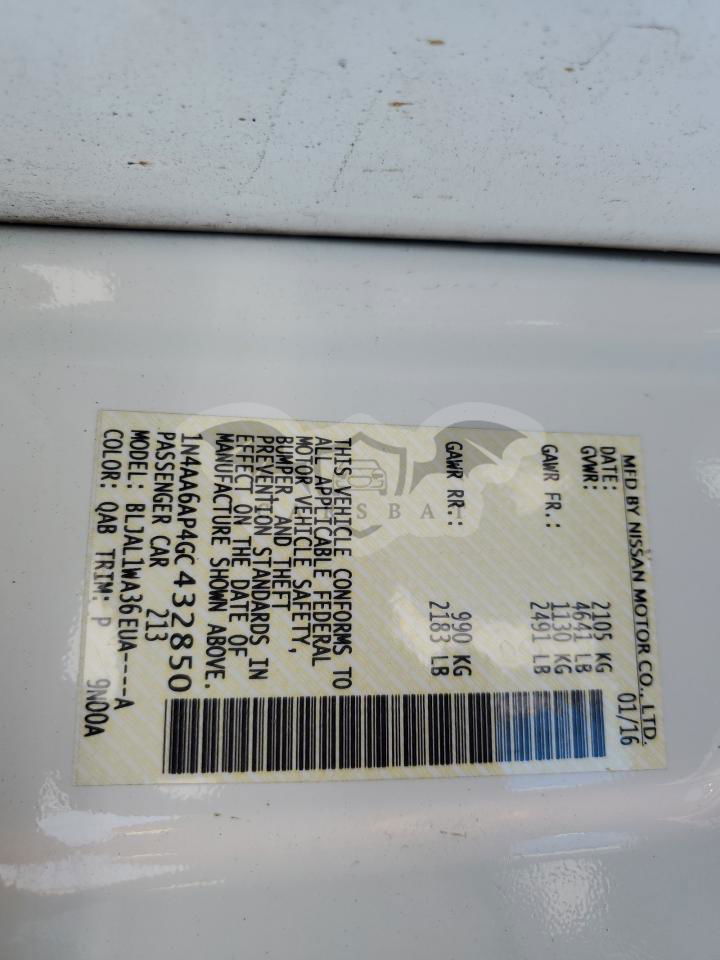 MFD BY NISSAN MOTOR CO., LTD.
DATE: 01/16
GVWR: 2105 KG
4641 LB
GAWR FR.: 1130 KG
2491 LB
GAWR RR.: 990 KG
2183 LB
THIS VEHICLE CONFORMS TO
ALL APPLICABLE FEDERAL
MOTOR VEHICLE SAFETY,
BUMPER, AND THEFT
PREVENTION STANDARDS IN
EFFECT ON THE DATE OF
MANUFACTURE SHOWN ABOVE.
1N4AA6AP4GC432850
PASSENGER CAR 213
MODEL: BLJAL1WA36EUA----A
COLOR: QAB TRIM: P 9N00A